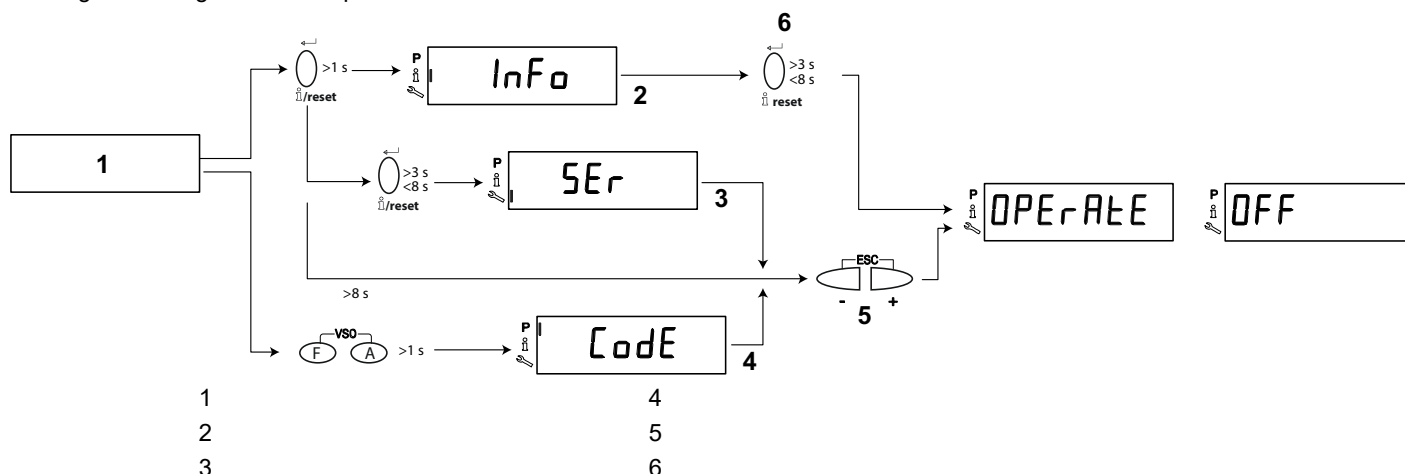 6
>1 s
P
InFo
>3 s
<8 s
i/reset
2
i reset
1
>3 s
<8 s
P
SEr
i/reset
3
P
OPErAtE
P
OFF
ESC
>8 s
- +
5
VSO
F A >1 s
P
CodE
4
1 4
2 5
3 6